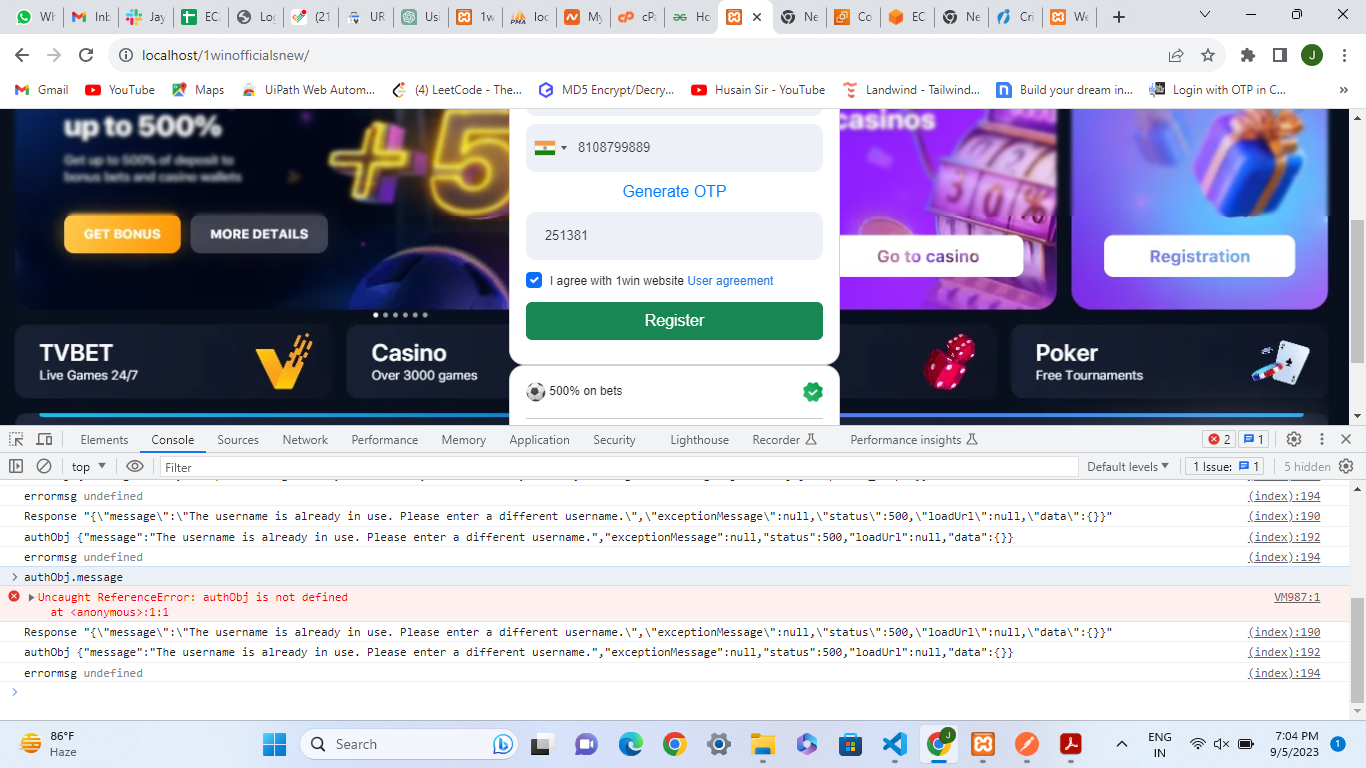 Wh
Inb
Jay
EC
Log
(21
UR
Usi
1w
loc
My
cPa
Ho
Ne
Co
EC
Ne
Cri
We
localhost/1winofficialsnew/
J
Gmail
YouTube
Maps
UiPath Web Autom...
(4) LeetCode - The...
MD5 Encrypt/Decry...
Husain Sir - YouTube
Landwind - Tailwind...
Build your dream in...
Login with OTP in C...
»
up to 500%
Get up to 500% of deposit to
bonus bets and casino wallets
GET BONUS
MORE DETAILS
+5
8108799889
Generate OTP
251381
I agree with 1win website User agreement
Register
casinos
Go to casino
Registration
TVBET
Live Games 24/7
Casino
Over 3000 games
Poker
Free Tournaments
500% on bets
Elements
Console
Sources
Network
Performance
Memory
Application
Security
Lighthouse
Recorder
Performance insights
2
1
top
Filter
Default levels
1 Issue: 1
5 hidden
errormsg undefined (index):194
Response "{\"message\":\"The username is already in use. Please enter a different username.\",\"exceptionMessage\":null,\"status\":500,\"loadUrl\":null,\"data\":{}}" (index):190
authObj {"message":"The username is already in use. Please enter a different username.","exceptionMessage":null,"status":500,"loadUrl":null,"data":{}} (index):192
errormsg undefined (index):194
authObj.message
Uncaught ReferenceError: authObj is not defined VM987:1
at <anonymous>:1:1
Response "{\"message\":\"The username is already in use. Please enter a different username.\",\"exceptionMessage\":null,\"status\":500,\"loadUrl\":null,\"data\":{}}" (index):190
authObj {"message":"The username is already in use. Please enter a different username.","exceptionMessage":null,"status":500,"loadUrl":null,"data":{}} (index):192
errormsg undefined (index):194
86°F
Haze
Search
J
ENG
IN
7:04 PM
9/5/2023
1